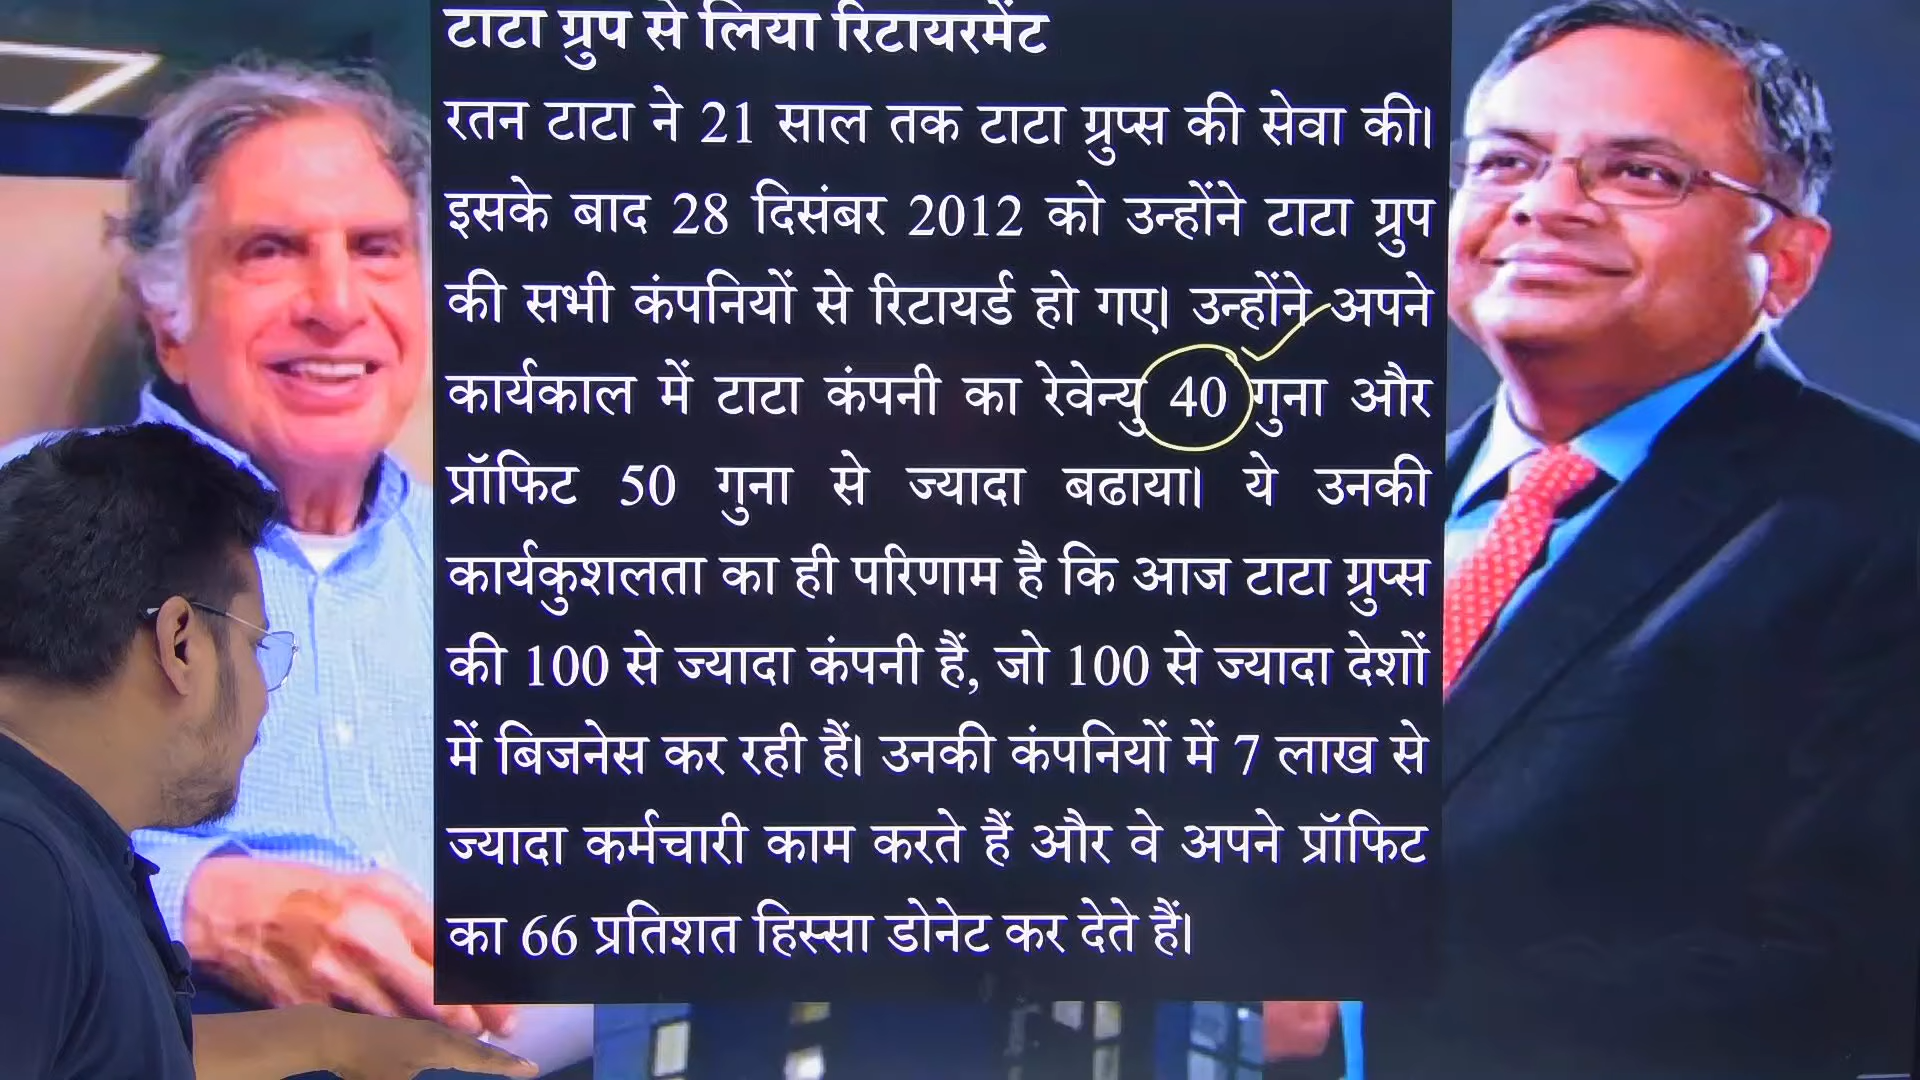 टाटा ग्रुप से लिया रिटायरमेंट
रतन टाटा ने 21 साल तक टाटा ग्रुप्स की सेवा की।
इसके बाद 28 दिसंबर 2012 को उन्होंने टाटा ग्रुप
की सभी कंपनियों से रिटायर्ड हो गए। उन्होंने अपने
कार्यकाल में टाटा कंपनी का रेवेन्यु 40 गुना और
प्रॉफिट 50 गुना से ज्यादा बढाया। ये उनकी
कार्यकुशलता का ही परिणाम है कि आज टाटा ग्रुप्स
की 100 से ज्यादा कंपनी हैं, जो 100 से ज्यादा देशों
में बिजनेस कर रही हैं। उनकी कंपनियों में 7 लाख से
ज्यादा कर्मचारी काम करते हैं और वे अपने प्रॉफिट
का 66 प्रतिशत हिस्सा डोनेट कर देते हैं।